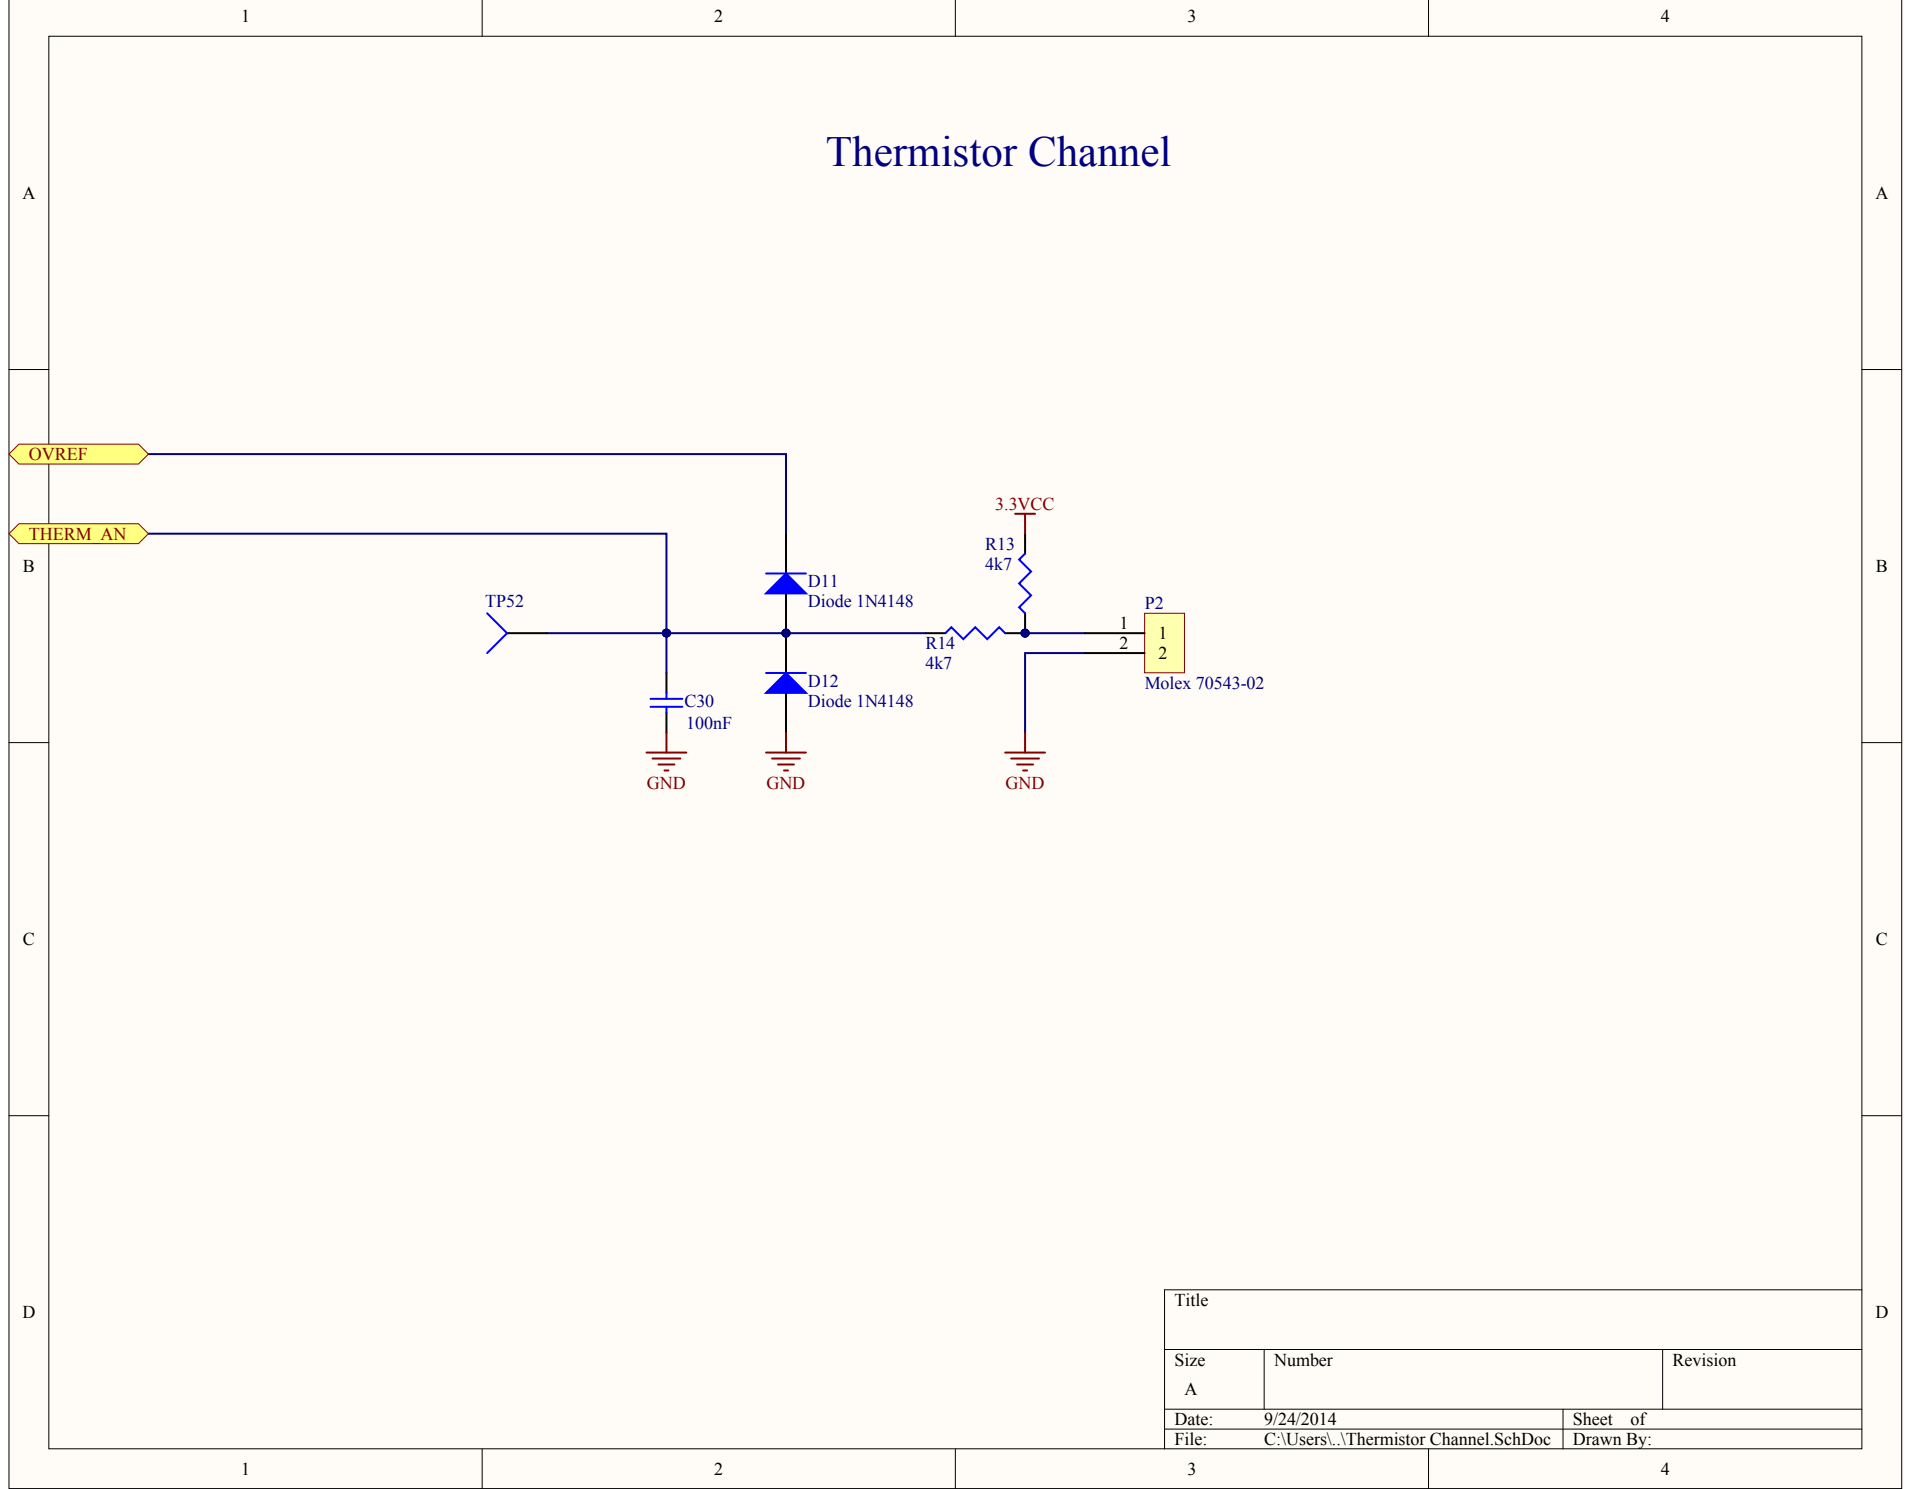 1 2 3 4
Thermistor Channel
A A
OVREF
3.3VCC
THERM_AN
R13
4k7
B B
D11
Diode 1N4148
TP52
P2
1 1
2 2
R14
4k7
D12
Diode 1N4148
Molex 70543-02
C30
100nF
GND GND GND
C C
D D
Title
Size Number Revision
A
Date: 9/24/2014 Sheet of
File: C:\Users\..\Thermistor Channel.SchDoc Drawn By:
1 2 3 4